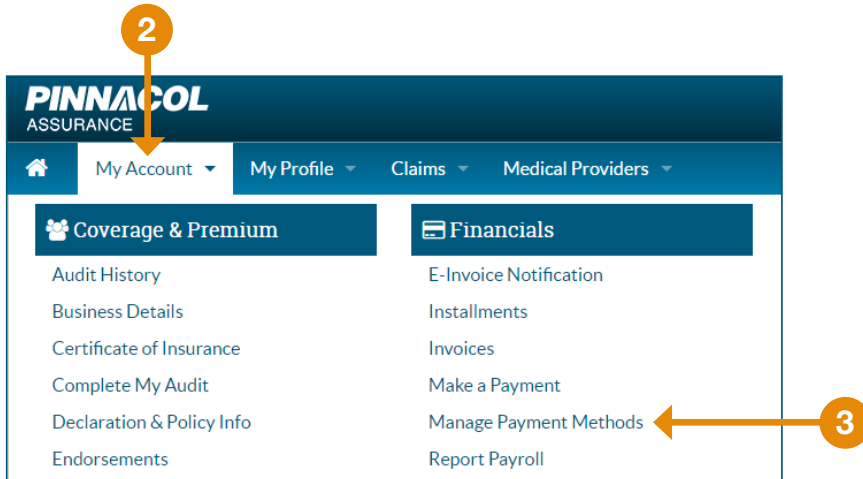 2
PINNACOL
ASSURANCE
My Account
My Profile
Claims
Medical Providers
Coverage & Premium
Audit History
Business Details
Certificate of Insurance
Complete My Audit
Declaration & Policy Info
Endorsements
Financials
E-Invoice Notification
Installments
Invoices
Make a Payment
Manage Payment Methods
3
Report Payroll